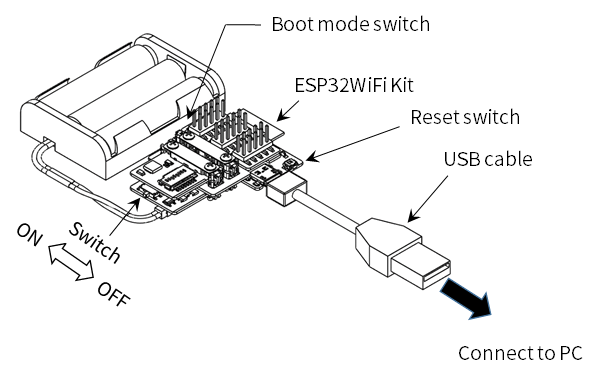 Boot mode switch
ESP32WiFi Kit
Reset switch
USB cable
Switch
ON
OFF
Connect to PC